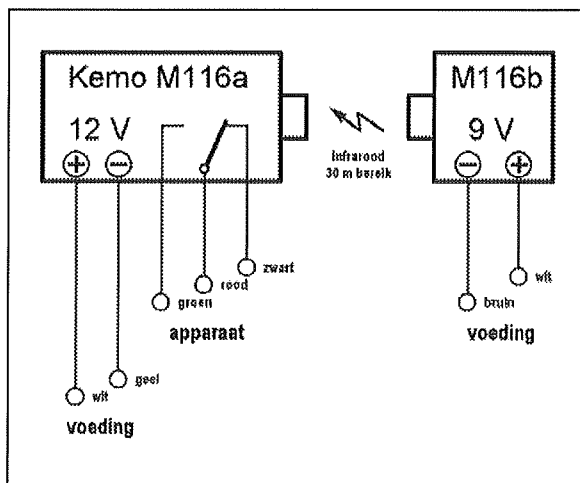 Kemo M116a
12 V
+ −
groen
rood
zwart
apparaat
wit
geel
voeding
Infrarood
30 m bereik
M116b
9 V
− +
bruin
wit
voeding